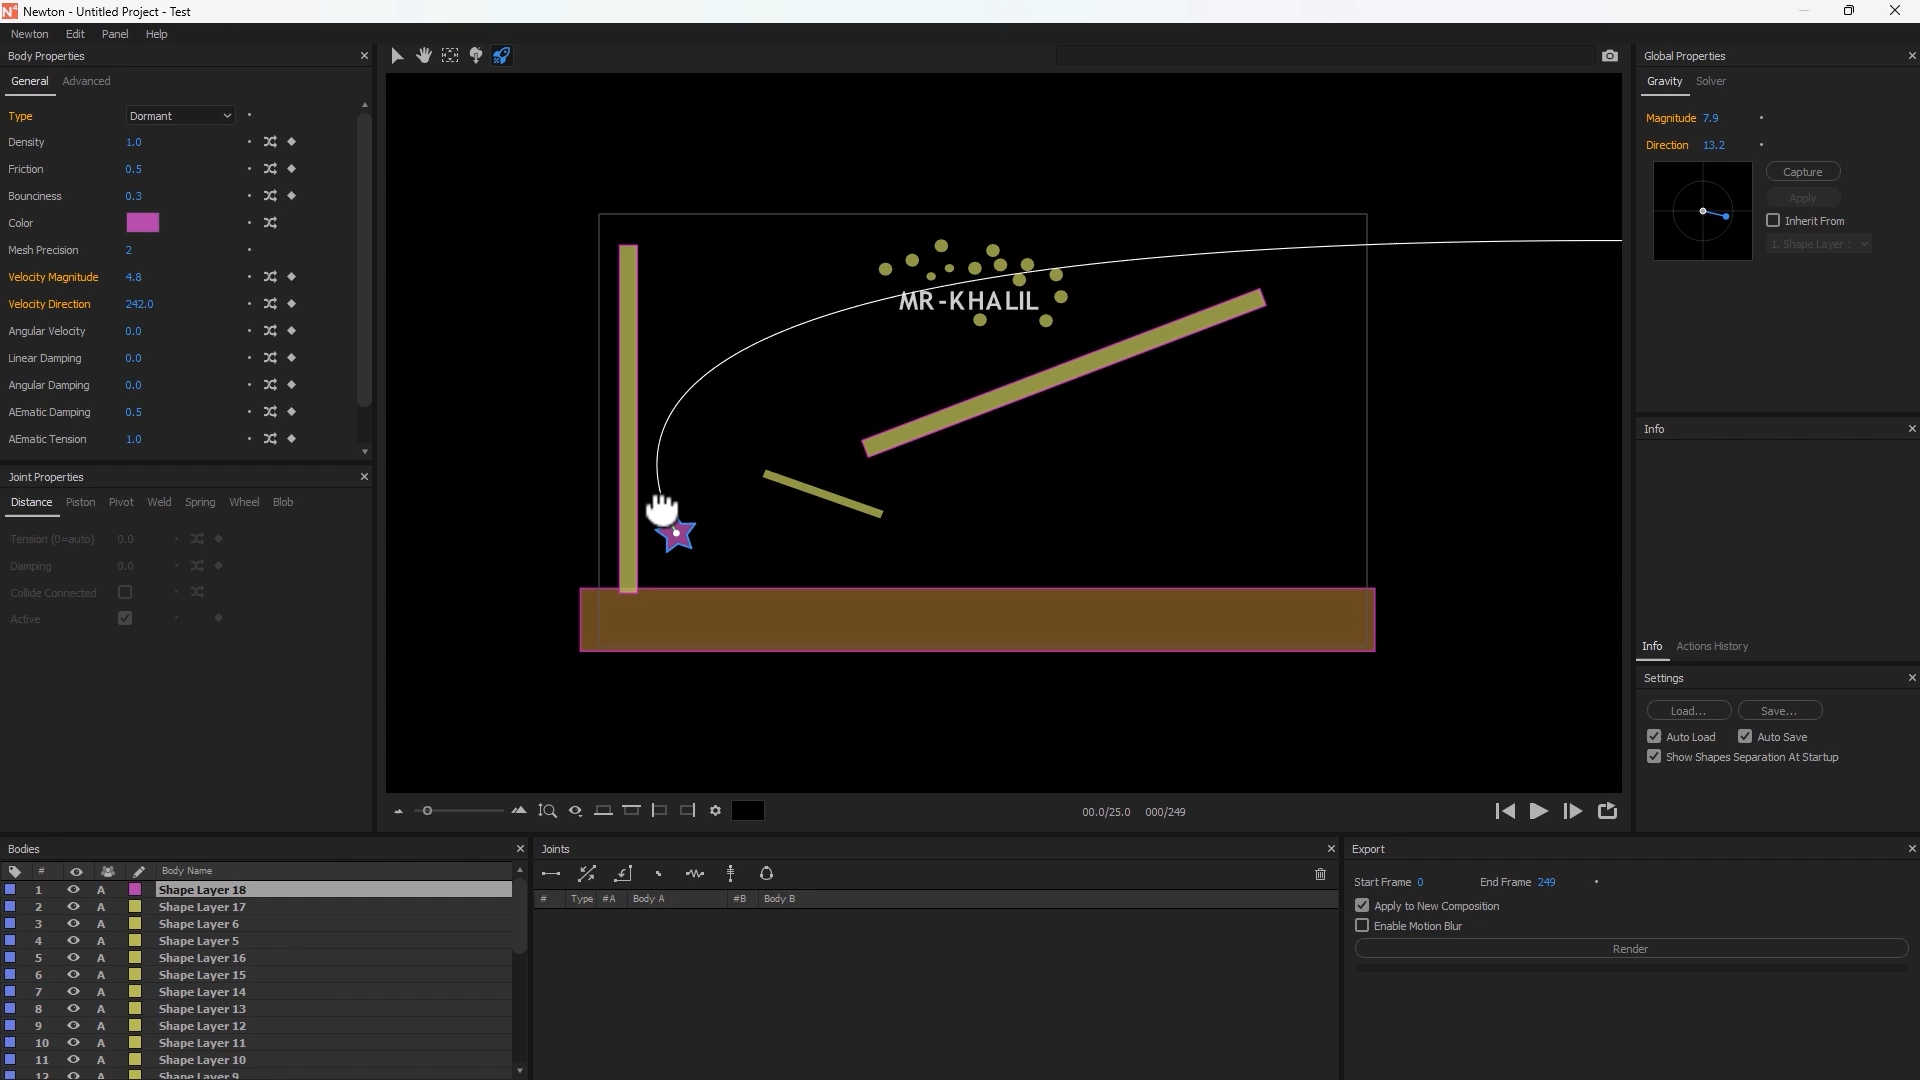 Newton - Untitled Project - Test
Newton Edit Panel Help
Body Properties
General Advanced
Type Dormant
Density 1.0
Friction 0.5
Bounciness 0.3
Color
Mesh Precision 2
Velocity Magnitude 4.8
Velocity Direction 242.0
Angular Velocity 0.0
Linear Damping 0.0
Angular Damping 0.0
AEmatic Damping 0.5
AEmatic Tension 1.0
Joint Properties
Distance Piston Pivot Weld Spring Wheel Blob
Tension (0=auto) 0.0
Damping 0.0
Collide Connected
Active
MR-KHALIL
00.0/25.0 000/249
Global Properties
Gravity Solver
Magnitude 7.9
Direction 13.2
Capture
Apply
Inherit From
1. Shape Layer
Info
Info Actions History
Settings
Load... Save...
Auto Load Auto Save
Show Shapes Separation At Startup
Bodies
# Body Name
1 A Shape Layer 18
2 A Shape Layer 17
3 A Shape Layer 6
4 A Shape Layer 5
5 A Shape Layer 16
6 A Shape Layer 15
7 A Shape Layer 14
8 A Shape Layer 13
9 A Shape Layer 12
10 A Shape Layer 11
11 A Shape Layer 10
12 A Shape Layer 9
Joints
# Type #A Body A #B Body B
Export
Start Frame 0 End Frame 249
Apply to New Composition
Enable Motion Blur
Render